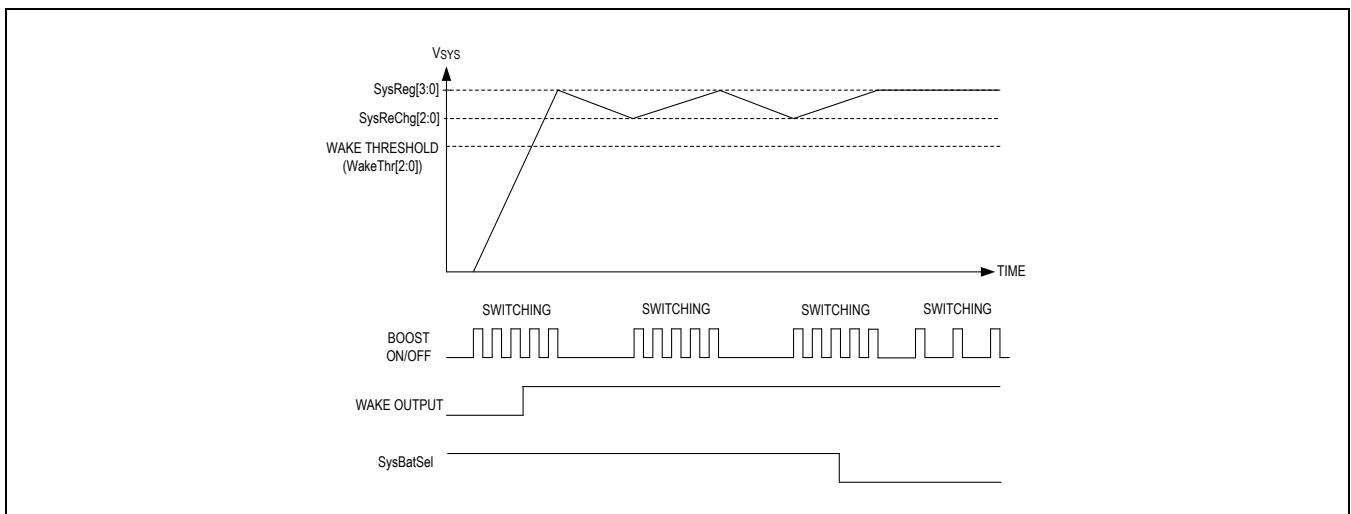 VSYS
SysReg[3:0]
SysReChg[2:0]
WAKE THRESHOLD
(WakeThr[2:0])
TIME
SWITCHING SWITCHING SWITCHING SWITCHING
BOOST
ON/OFF
WAKE OUTPUT
SysBatSel